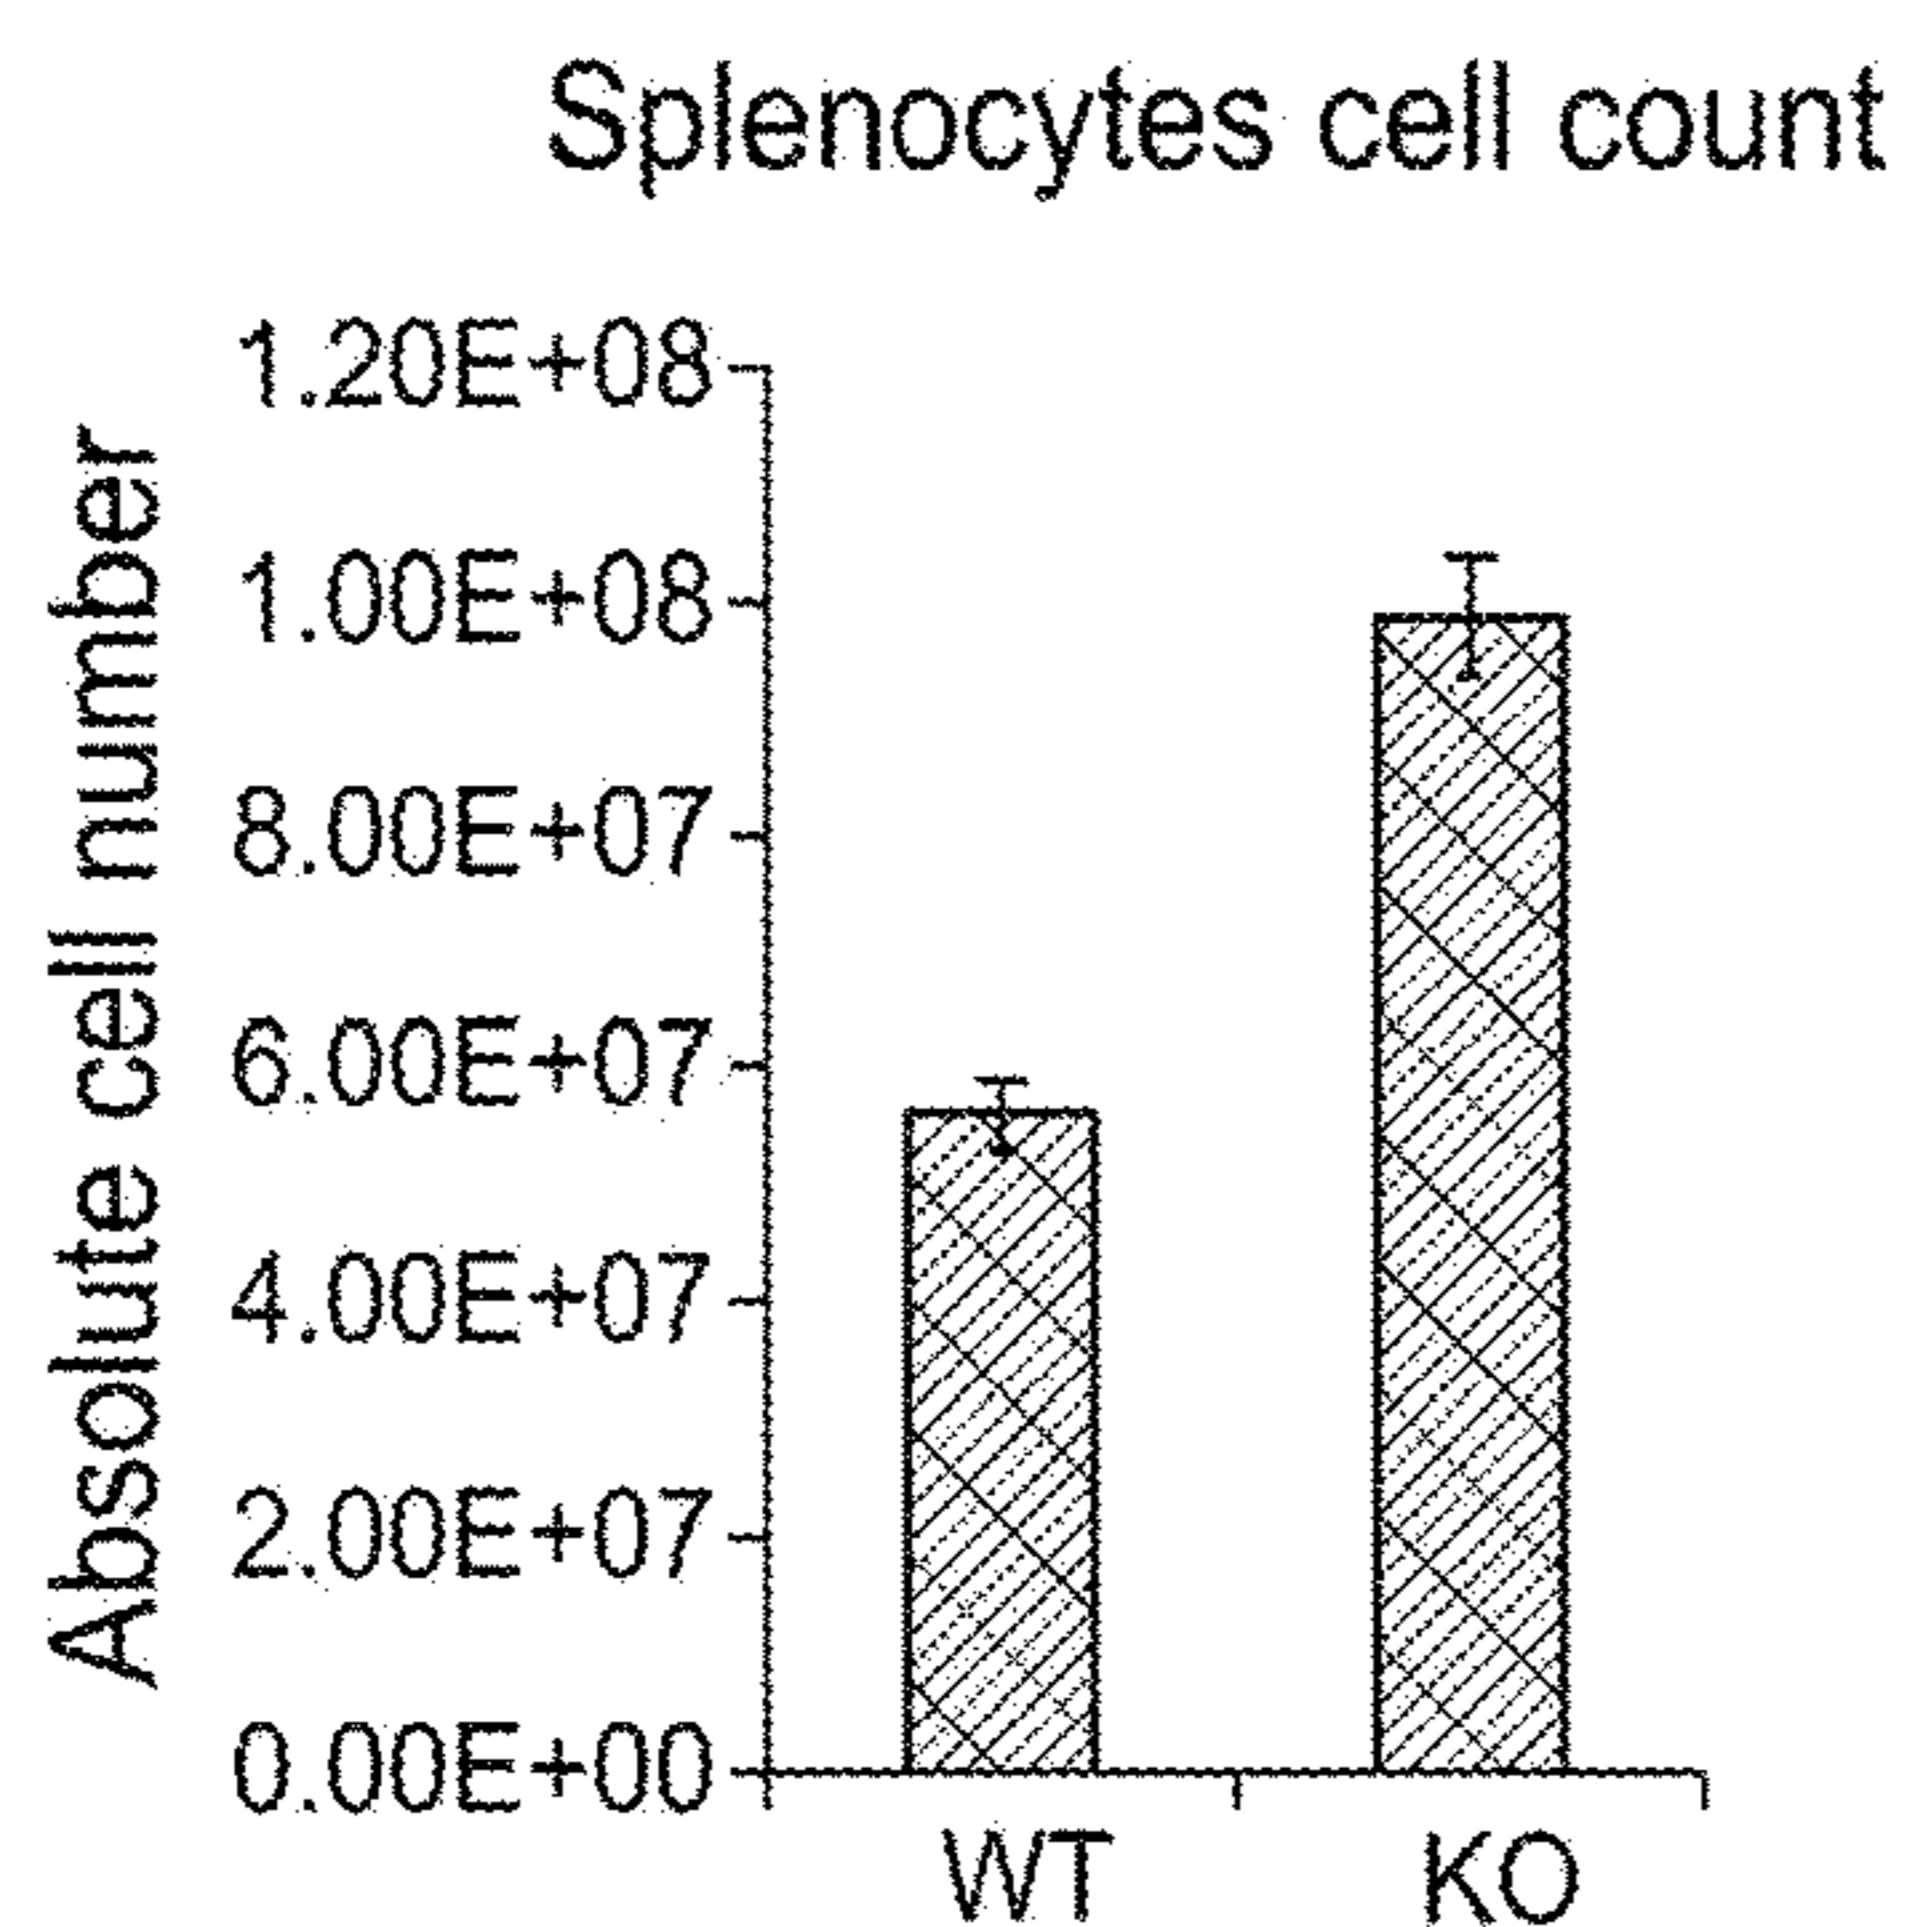 Splenocytes cell count
Absolute cell number
1.20E+08
1.00E+08
8.00E+07
6.00E+07
4.00E+07
2.00E+07
0.00E+00
WT
KO